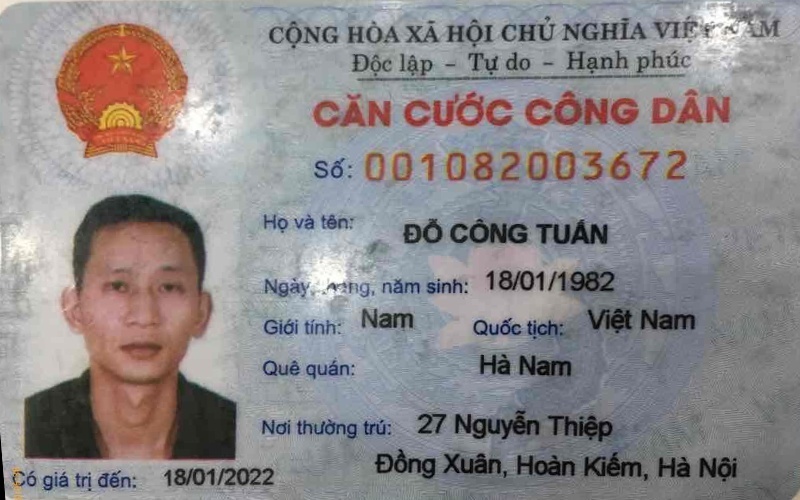 CỘNG HÒA XÃ HỘI CHỦ NGHĨA VIỆT NAM
Độc lập - Tự do - Hạnh phúc
CĂN CƯỚC CÔNG DÂN
Số: 001082003672
Họ và tên: ĐỖ CÔNG TUẤN
Ngày, tháng, năm sinh: 18/01/1982
Giới tính: Nam Quốc tịch: Việt Nam
Quê quán: Hà Nam
Nơi thường trú: 27 Nguyễn Thiệp
Đồng Xuân, Hoàn Kiếm, Hà Nội
Có giá trị đến: 18/01/2022